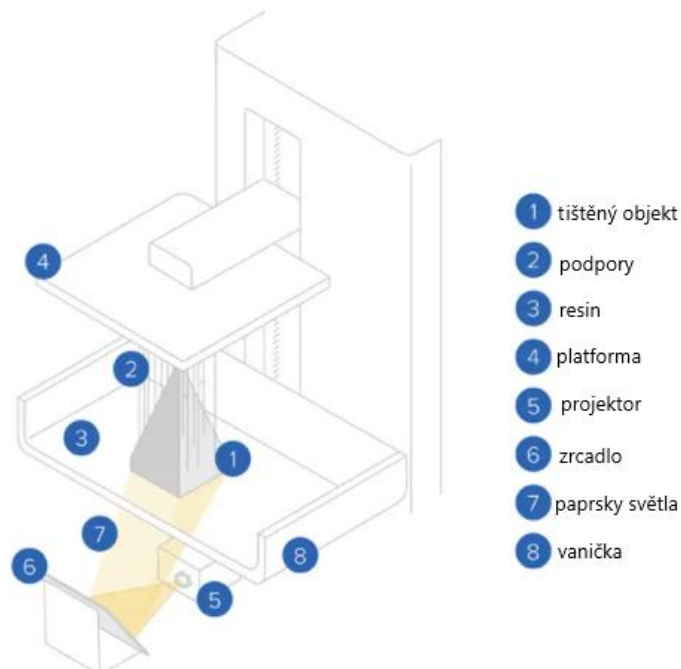 4
2
3
1
7
6
5
8
1 tištěný objekt
2 podpory
3 resin
4 platforma
5 projektor
6 zrcadlo
7 paprsky světla
8 vanička